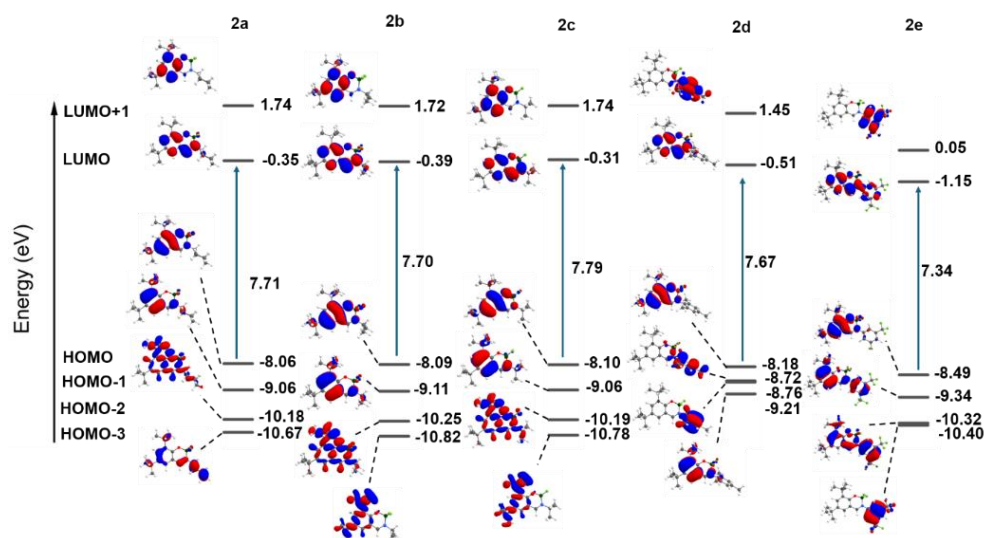 2a 2b 2c 2d 2e
LUMO+1 1.74 1.72 1.74 1.45 0.05
LUMO -0.35 -0.39 -0.31 -0.51 -1.15
Energy (eV)
7.71 7.70 7.79 7.67 7.34
HOMO -8.06 -8.09 -8.10 -8.18 -8.49
HOMO-1 -9.06 -9.11 -9.06 -8.72 -9.34
HOMO-2 -10.18 -10.25 -10.19 -8.76 -10.32
HOMO-3 -10.67 -10.82 -10.78 -9.21 -10.40